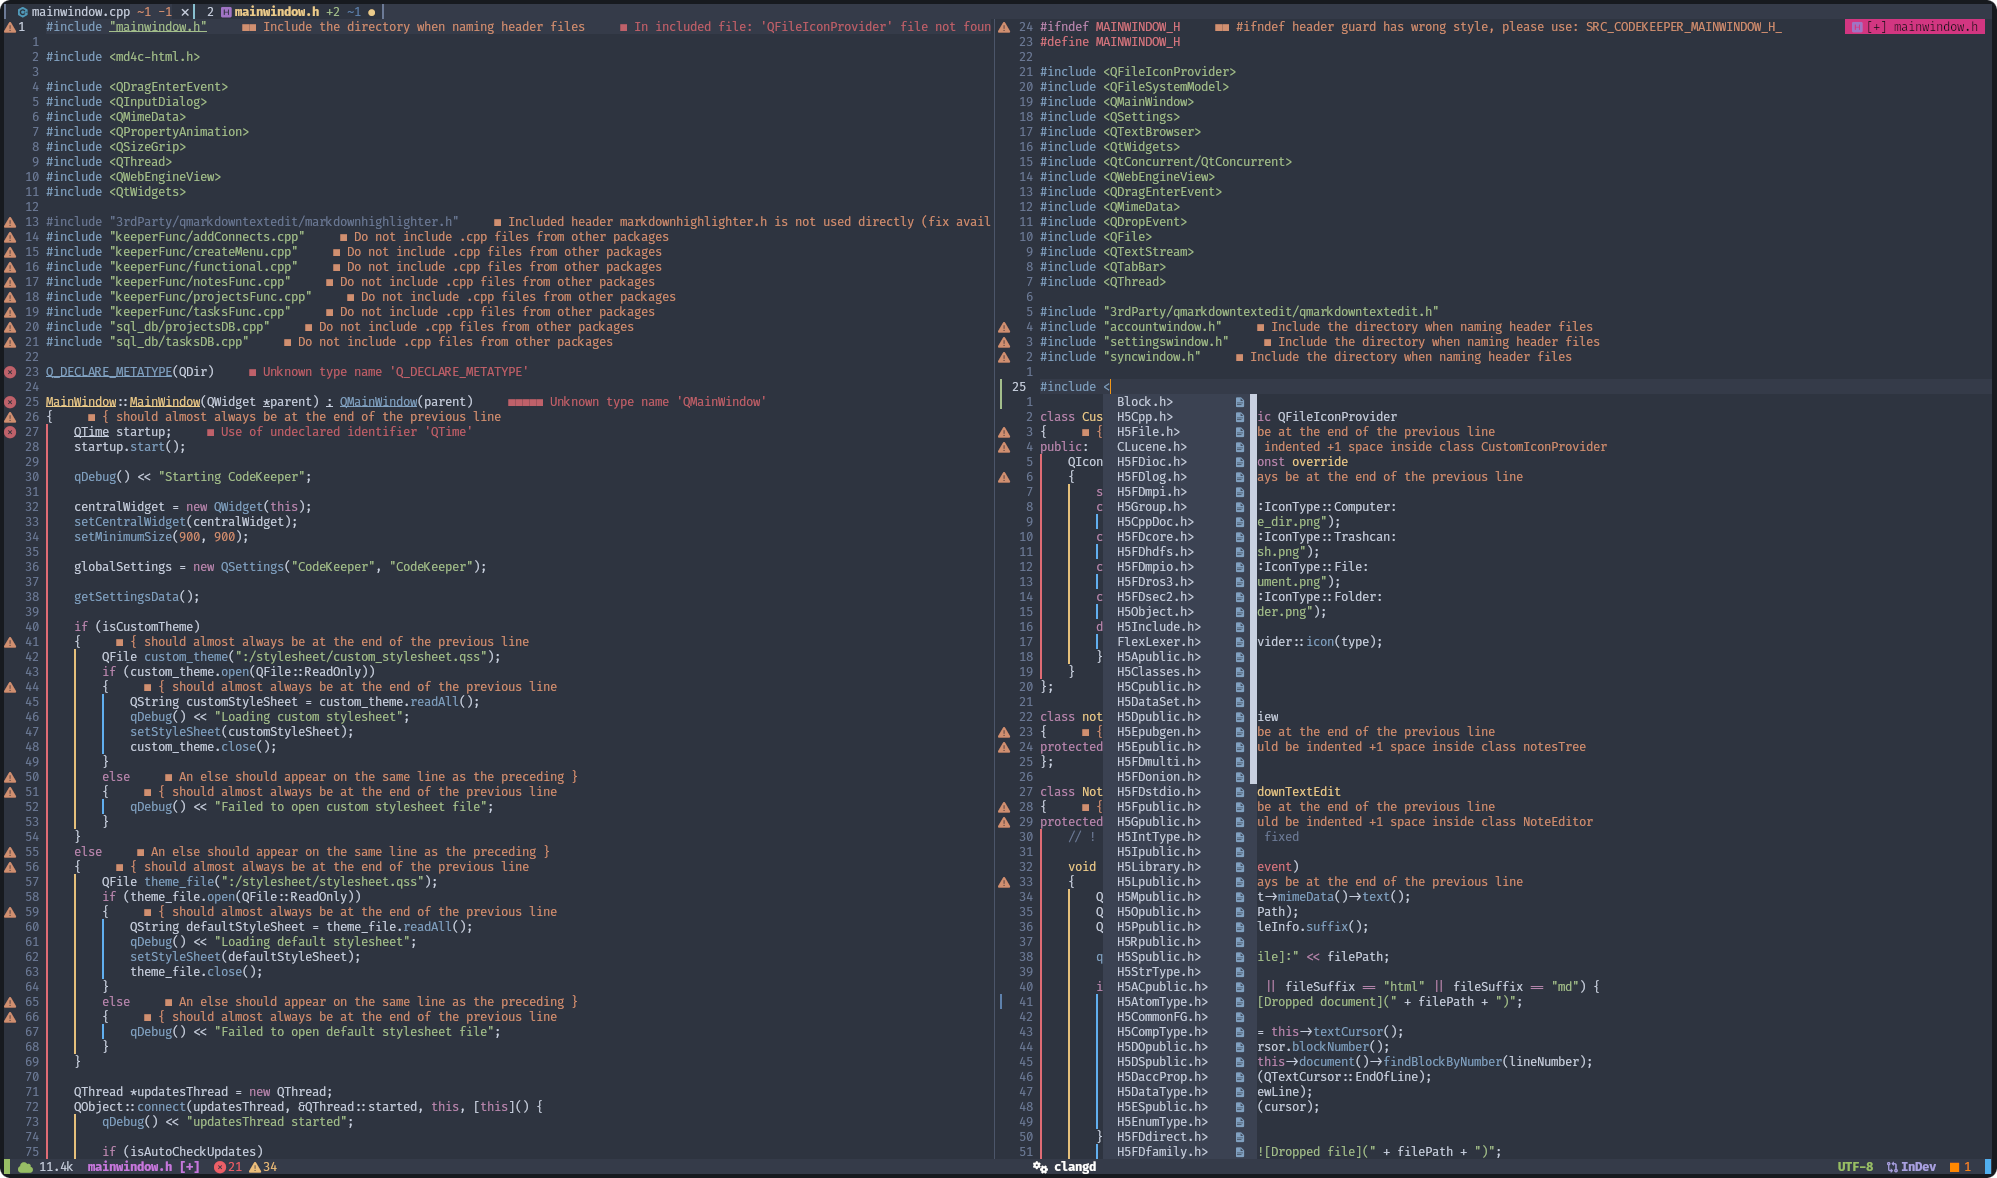 mainwindow.cpp ~1 -1 × 2 mainwindow.h +2 ~1 ●
1 #include "mainwindow.h" ■■ Include the directory when naming header files ■ In included file: 'QFileIconProvider' file not foun
1
2 #include <md4c-html.h>
3
4 #include <QDragEnterEvent>
5 #include <QInputDialog>
6 #include <QMimeData>
7 #include <QPropertyAnimation>
8 #include <QSizeGrip>
9 #include <QThread>
10 #include <QWebEngineView>
11 #include <QtWidgets>
12
13 #include "3rdParty/qmarkdowntextedit/markdownhighlighter.h" ■ Included header markdownhighlighter.h is not used directly (fix avail
14 #include "keeperFunc/addConnects.cpp" ■ Do not include .cpp files from other packages
15 #include "keeperFunc/createMenu.cpp" ■ Do not include .cpp files from other packages
16 #include "keeperFunc/functional.cpp" ■ Do not include .cpp files from other packages
17 #include "keeperFunc/notesFunc.cpp" ■ Do not include .cpp files from other packages
18 #include "keeperFunc/projectsFunc.cpp" ■ Do not include .cpp files from other packages
19 #include "keeperFunc/tasksFunc.cpp" ■ Do not include .cpp files from other packages
20 #include "sql_db/projectsDB.cpp" ■ Do not include .cpp files from other packages
21 #include "sql_db/tasksDB.cpp" ■ Do not include .cpp files from other packages
22
23 Q_DECLARE_METATYPE(QDir) ■ Unknown type name 'Q_DECLARE_METATYPE'
24
25 MainWindow::MainWindow(QWidget *parent) : QMainWindow(parent) ■■■■■ Unknown type name 'QMainWindow'
26 { ■ { should almost always be at the end of the previous line
27 QTime startup; ■ Use of undeclared identifier 'QTime'
28 startup.start();
29
30 qDebug() << "Starting CodeKeeper";
31
32 centralWidget = new QWidget(this);
33 setCentralWidget(centralWidget);
34 setMinimumSize(900, 900);
35
36 globalSettings = new QSettings("CodeKeeper", "CodeKeeper");
37
38 getSettingsData();
39
40 if (isCustomTheme)
41 { ■ { should almost always be at the end of the previous line
42 QFile custom_theme(":/stylesheet/custom_stylesheet.qss");
43 if (custom_theme.open(QFile::ReadOnly))
44 { ■ { should almost always be at the end of the previous line
45 QString customStyleSheet = custom_theme.readAll();
46 qDebug() << "Loading custom stylesheet";
47 setStyleSheet(customStyleSheet);
48 custom_theme.close();
49 }
50 else ■ An else should appear on the same line as the preceding }
51 { ■ { should almost always be at the end of the previous line
52 qDebug() << "Failed to open custom stylesheet file";
53 }
54 }
55 else ■ An else should appear on the same line as the preceding }
56 { ■ { should almost always be at the end of the previous line
57 QFile theme_file(":/stylesheet/stylesheet.qss");
58 if (theme_file.open(QFile::ReadOnly))
59 { ■ { should almost always be at the end of the previous line
60 QString defaultStyleSheet = theme_file.readAll();
61 qDebug() << "Loading default stylesheet";
62 setStyleSheet(defaultStyleSheet);
63 theme_file.close();
64 }
65 else ■ An else should appear on the same line as the preceding }
66 { ■ { should almost always be at the end of the previous line
67 qDebug() << "Failed to open default stylesheet file";
68 }
69 }
70
71 QThread *updatesThread = new QThread;
72 QObject::connect(updatesThread, &QThread::started, this, [this]() {
73 qDebug() << "updatesThread started";
74
75 if (isAutoCheckUpdates)
24 #ifndef MAINWINDOW_H ■■ #ifndef header guard has wrong style, please use: SRC_CODEKEEPER_MAINWINDOW_H_ [+] mainwindow.h
23 #define MAINWINDOW_H
22
21 #include <QFileIconProvider>
20 #include <QFileSystemModel>
19 #include <QMainWindow>
18 #include <QSettings>
17 #include <QTextBrowser>
16 #include <QtWidgets>
15 #include <QtConcurrent/QtConcurrent>
14 #include <QWebEngineView>
13 #include <QDragEnterEvent>
12 #include <QMimeData>
11 #include <QDropEvent>
10 #include <QFile>
9 #include <QTextStream>
8 #include <QTabBar>
7 #include <QThread>
6
5 #include "3rdParty/qmarkdowntextedit/qmarkdowntextedit.h"
4 #include "accountwindow.h" ■ Include the directory when naming header files
3 #include "settingswindow.h" ■ Include the directory when naming header files
2 #include "syncwindow.h" ■ Include the directory when naming header files
1
25 #include <
1 Block.h>
2 class Cus H5Cpp.h> ic QFileIconProvider
3 { ■ { H5File.h> be at the end of the previous line
4 public: CLucene.h> indented +1 space inside class CustomIconProvider
5 QIcon H5FDioc.h> onst override
6 { H5FDlog.h> ays be at the end of the previous line
7 s H5FDmpi.h>
8 c H5Group.h> :IconType::Computer:
9 H5CppDoc.h> e_dir.png");
10 c H5FDcore.h> :IconType::Trashcan:
11 H5FDhdfs.h> sh.png");
12 c H5FDmpio.h> :IconType::File:
13 H5FDros3.h> ument.png");
14 c H5FDsec2.h> :IconType::Folder:
15 H5Object.h> der.png");
16 d H5Include.h>
17 FlexLexer.h> vider::icon(type);
18 } H5Apublic.h>
19 } H5Classes.h>
20 }; H5Cpublic.h>
21 H5DataSet.h>
22 class not H5Dpublic.h> iew
23 { ■ { H5Epubgen.h> be at the end of the previous line
24 protected H5Epublic.h> uld be indented +1 space inside class notesTree
25 }; H5FDmulti.h>
26 H5FDonion.h>
27 class Not H5FDstdio.h> downTextEdit
28 { ■ { H5Fpublic.h> be at the end of the previous line
29 protected H5Gpublic.h> uld be indented +1 space inside class NoteEditor
30 // ! H5IntType.h> fixed
31 H5Ipublic.h>
32 void H5Library.h> event)
33 { H5Lpublic.h> ays be at the end of the previous line
34 Q H5Mpublic.h> t->mimeData()->text();
35 Q H5Opublic.h> Path);
36 Q H5Ppublic.h> leInfo.suffix();
37 H5Rpublic.h>
38 q H5Spublic.h> ile]:" << filePath;
39 H5StrType.h>
40 i H5ACpublic.h> || fileSuffix == "html" || fileSuffix == "md") {
41 H5AtomType.h> [Dropped document](" + filePath + ")";
42 H5CommonFG.h>
43 H5CompType.h> = this->textCursor();
44 H5DOpublic.h> rsor.blockNumber();
45 H5DSpublic.h> this->document()->findBlockByNumber(lineNumber);
46 H5DaccProp.h> (QTextCursor::EndOfLine);
47 H5DataType.h> ewLine);
48 H5ESpublic.h> (cursor);
49 H5EnumType.h>
50 } H5FDdirect.h>
51 H5FDfamily.h> ![Dropped file](" + filePath + ")";
11.4k mainwindow.h [+] 21 34 clangd UTF-8 InDev 1